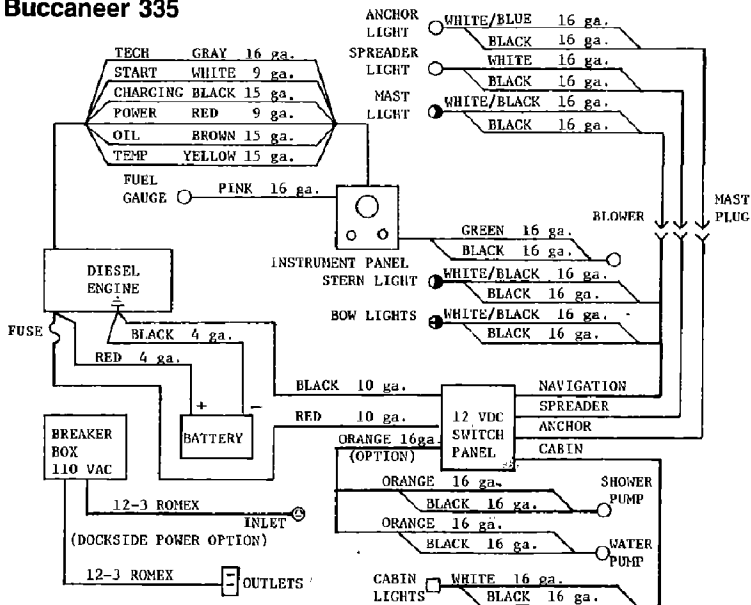 Buccaneer 335
ANCHOR LIGHT
WHITE/BLUE 16 ga.
BLACK 16 ga.
SPREADER LIGHT
WHITE 16 ga.
BLACK 16 ga.
MAST LIGHT
WHITE/BLACK 16 ga.
BLACK 16 ga.
TECH GRAY 16 ga.
START WHITE 9 ga.
CHARGING BLACK 15 ga.
POWER RED 9 ga.
OIL BROWN 15 ga.
TEMP YELLOW 15 ga.
FUEL GAUGE
PINK 16 ga.
MAST PLUG
BLOWER
GREEN 16 ga.
BLACK 16 ga.
INSTRUMENT PANEL
DIESEL ENGINE
STERN LIGHT
WHITE/BLACK 16 ga.
BLACK 16 ga.
BOW LIGHTS
WHITE/BLACK 16 ga.
BLACK 16 ga.
FUSE
BLACK 4 ga.
RED 4 ga.
+ −
BATTERY
BLACK 10 ga.
RED 10 ga.
12 VDC
SWITCH
PANEL
NAVIGATION
SPREADER
ANCHOR
CABIN
ORANGE 16ga.
(OPTION)
BREAKER
BOX
110 VAC
ORANGE 16 ga.
BLACK 16 ga.
SHOWER PUMP
12-3 ROMEX
INLET
(DOCKSIDE POWER OPTION)
ORANGE 16 ga.
BLACK 16 ga.
WATER PUMP
12-3 ROMEX
OUTLETS
CABIN LIGHTS
WHITE 16 ga.
BLACK 16 ga.